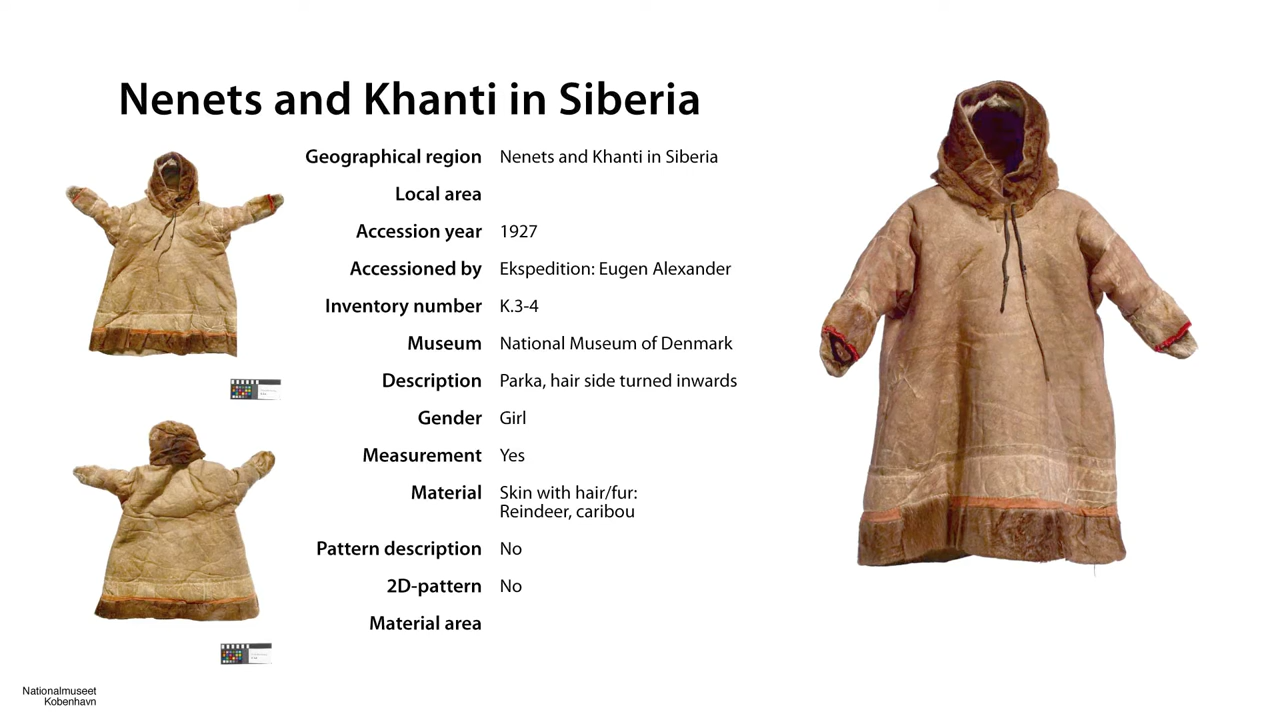 Nenets and Khanti in Siberia
Geographical region Nenets and Khanti in Siberia
Local area
Accession year 1927
Accessioned by Ekspedition: Eugen Alexander
Inventory number K.3-4
Museum National Museum of Denmark
Description Parka, hair side turned inwards
Gender Girl
Measurement Yes
Material Skin with hair/fur:
Reindeer, caribou
Pattern description No
2D-pattern No
Material area
Nationalmuseet
Kobenhavn